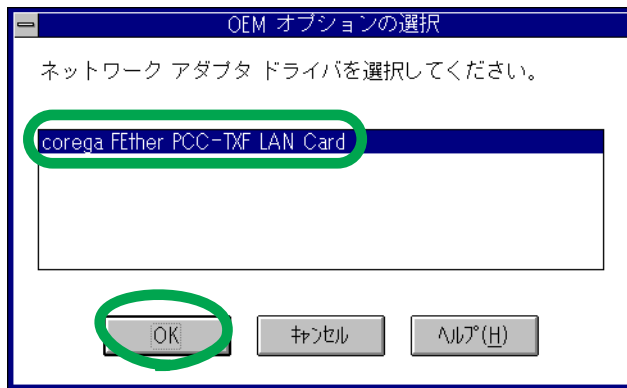 OEM オプションの選択
ネットワーク アダプタ ドライバを選択してください。
corega FEther PCC-TXF LAN Card
OK キャンセル ヘルプ(H)